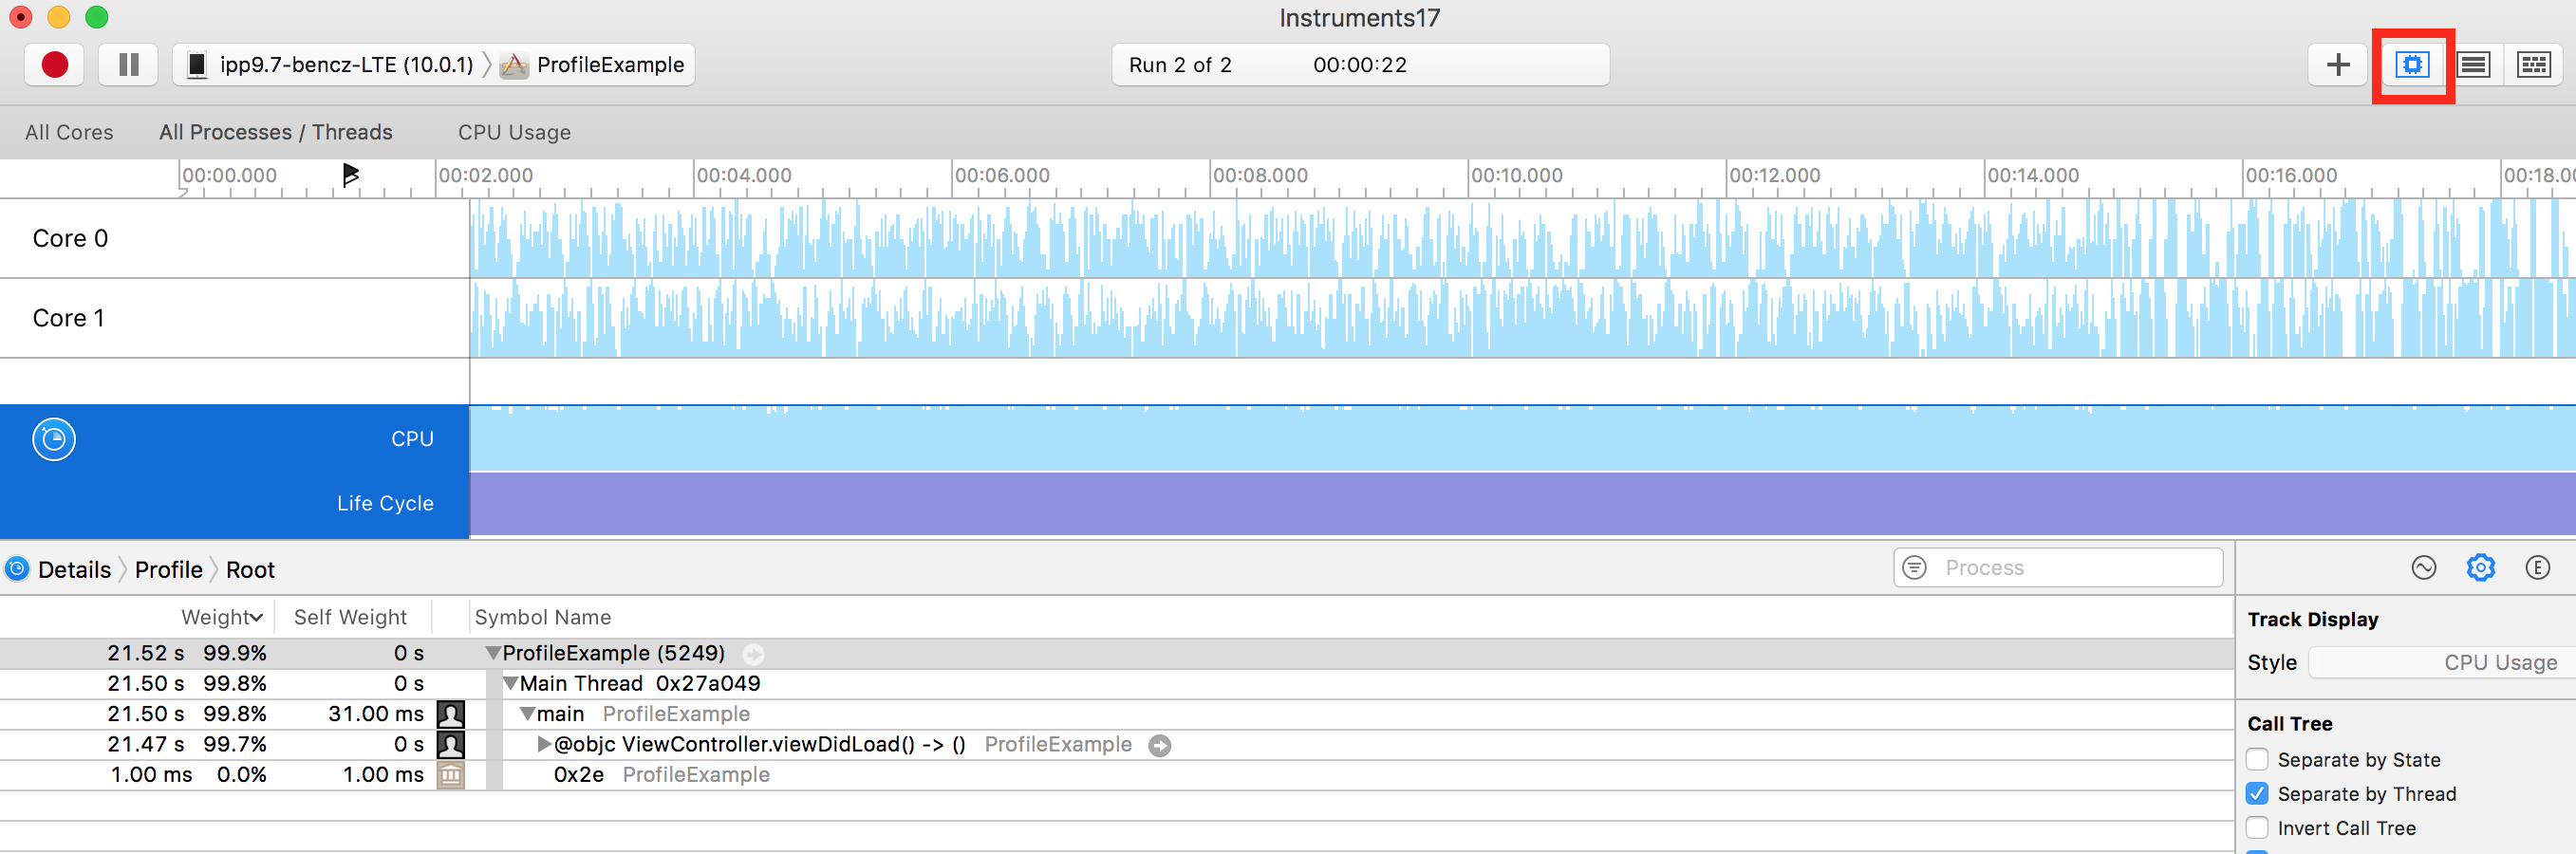 Instruments17
ipp9.7-bencz-LTE (10.0.1) ProfileExample Run 2 of 2 00:00:22
All Cores All Processes / Threads CPU Usage
00:00.000 00:02.000 00:04.000 00:06.000 00:08.000 00:10.000 00:12.000 00:14.000 00:16.000 00:18.0
Core 0
Core 1
CPU
Life Cycle
Details Profile Root Process E
Weight Self Weight Symbol Name
Track Display
21.52 s 99.9% 0 s ProfileExample (5249)
Style CPU Usage
21.50 s 99.8% 0 s Main Thread 0x27a049
21.50 s 99.8% 31.00 ms main ProfileExample
Call Tree
21.47 s 99.7% 0 s @objc ViewController.viewDidLoad() -> () ProfileExample
Separate by State
1.00 ms 0.0% 1.00 ms 0x2e ProfileExample
Separate by Thread
Invert Call Tree